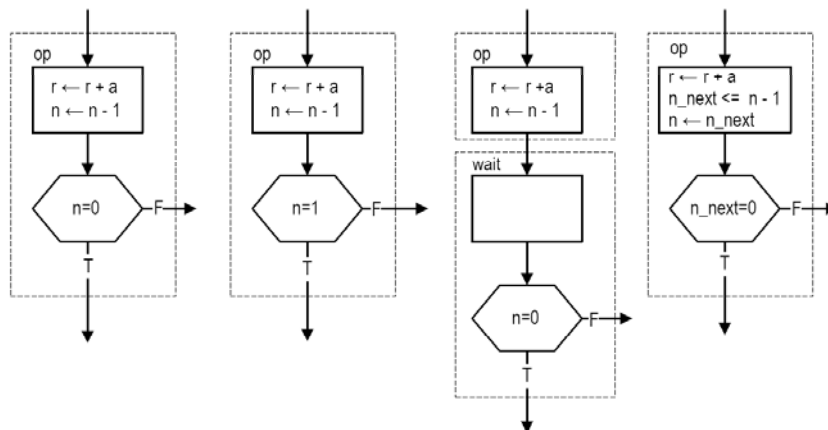 op
r ← r + a
n ← n - 1
n=0
F
T
op
r ← r + a
n ← n - 1
n=1
F
T
op
r ← r +a
n ← n - 1
wait
n=0
F
T
op
r ← r + a
n_next <= n - 1
n ← n_next
n_next=0
F
T